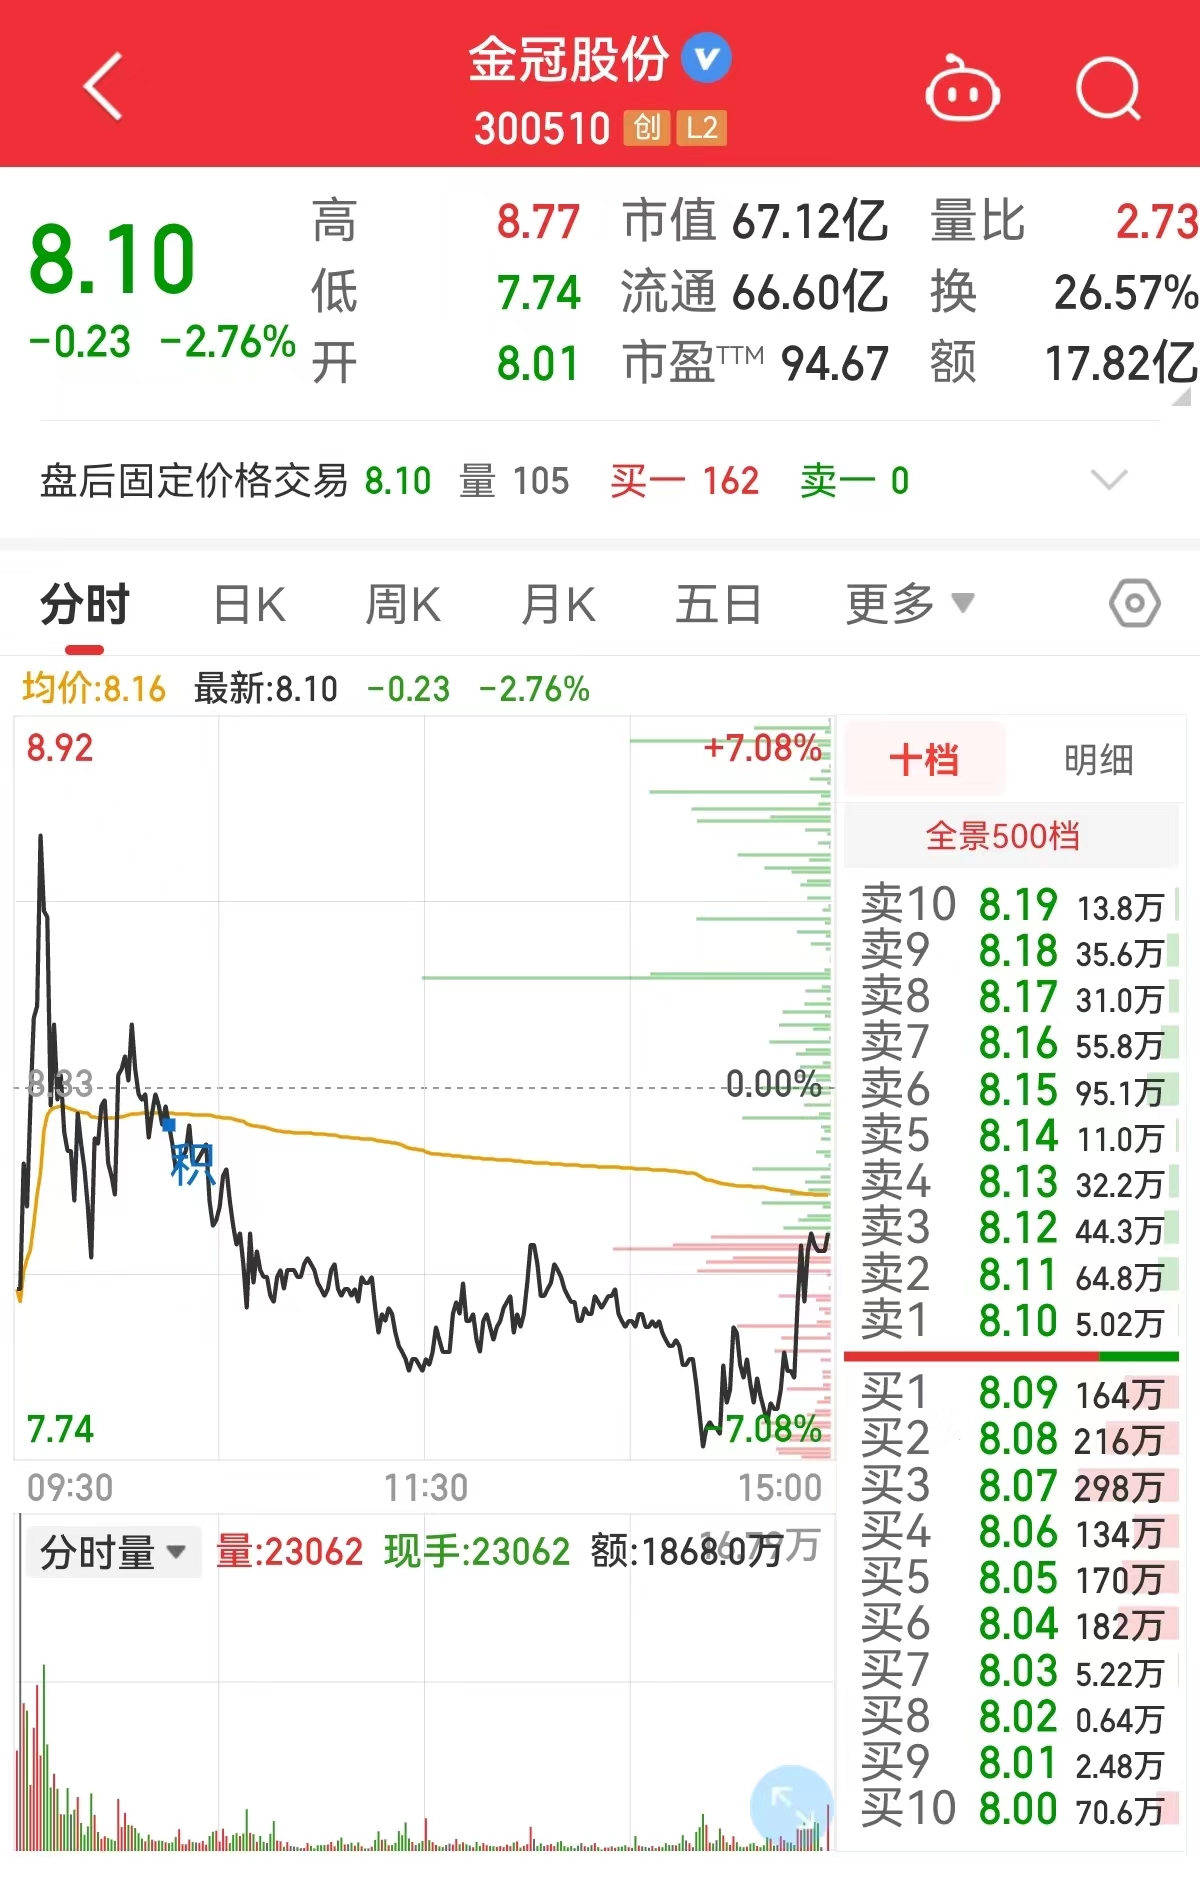 金冠股份
300510 创 L2
8.10 高 8.77 市值 67.12亿 量比 2.73
低 7.74 流通 66.60亿 换 26.57%
-0.23 -2.76% 开 8.01 市盈TTM 94.67 额 17.82亿
盘后固定价格交易 8.10 量 105 买一 162 卖一 0
分时 日K 周K 月K 五日 更多
均价:8.16 最新:8.10 -0.23 -2.76%
8.92 +7.08%
8.33 0.00%
积
7.74 -7.08%
09:30 11:30 15:00
分时量 量:23062 现手:23062 额:1868.0万
十档 明细
全景500档
卖10 8.19 13.8万
卖9 8.18 35.6万
卖8 8.17 31.0万
卖7 8.16 55.8万
卖6 8.15 95.1万
卖5 8.14 11.0万
卖4 8.13 32.2万
卖3 8.12 44.3万
卖2 8.11 64.8万
卖1 8.10 5.02万
买1 8.09 164万
买2 8.08 216万
买3 8.07 298万
买4 8.06 134万
买5 8.05 170万
买6 8.04 182万
买7 8.03 5.22万
买8 8.02 0.64万
买9 8.01 2.48万
买10 8.00 70.6万